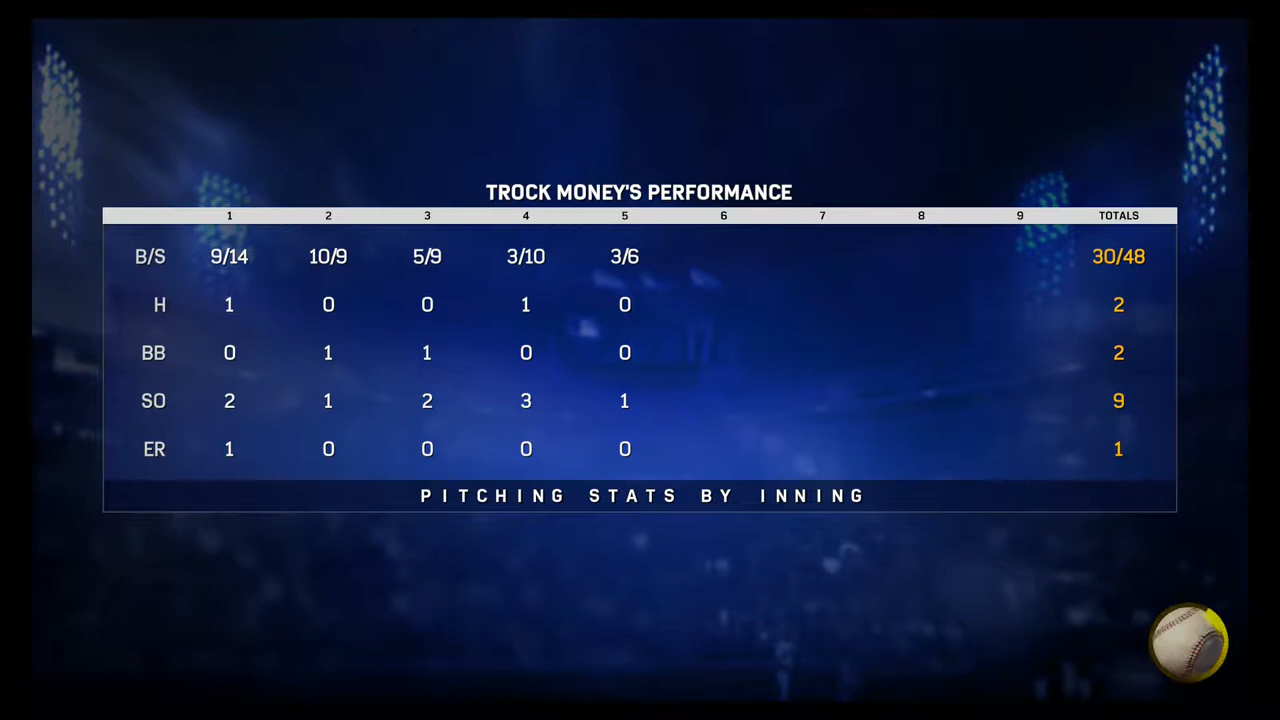 TROCK MONEY'S PERFORMANCE
1 2 3 4 5 6 7 8 9 TOTALS
B/S 9/14 10/9 5/9 3/10 3/6 30/48
H 1 0 0 1 0 2
BB 0 1 1 0 0 2
SO 2 1 2 3 1 9
ER 1 0 0 0 0 1
PITCHING STATS BY INNING